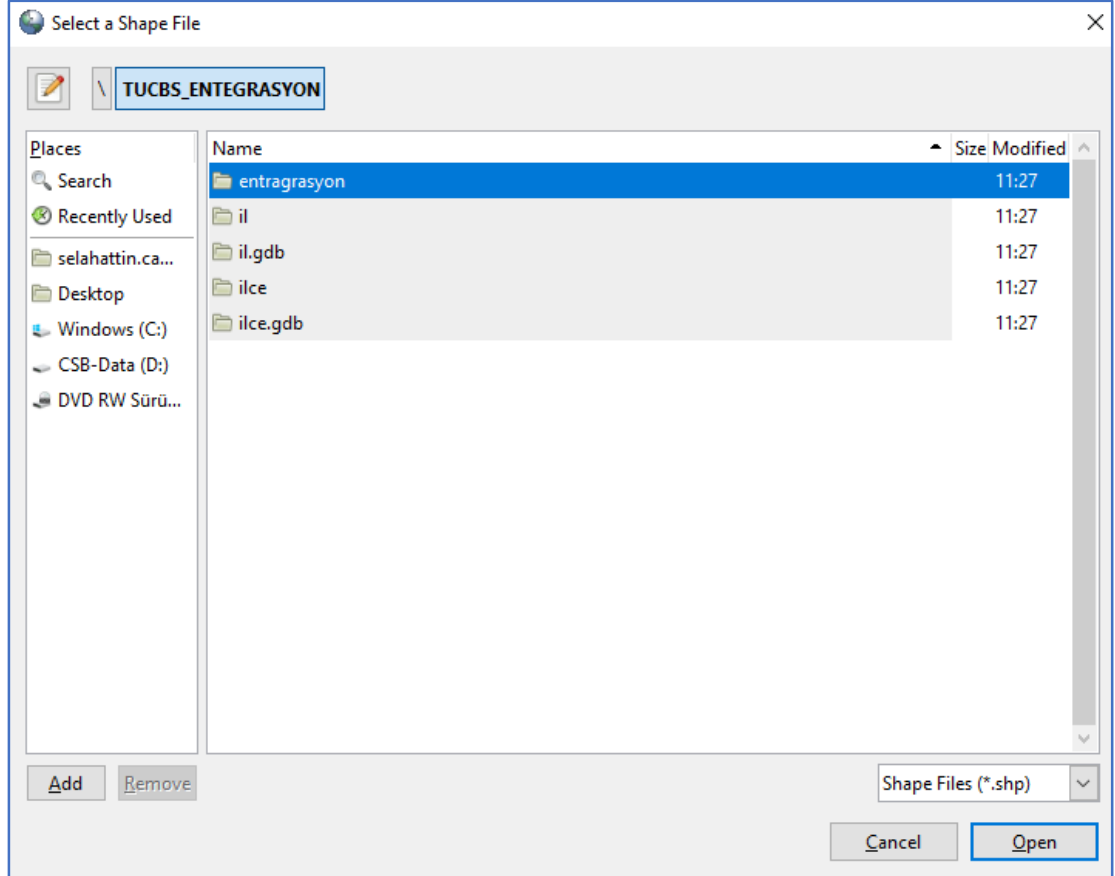 Select a Shape File
\ TUCBS_ENTEGRASYON
Places
Search
Recently Used
selahattin.ca...
Desktop
Windows (C:)
CSB-Data (D:)
DVD RW Sürü...
Name Size Modified
entragrasyon 11:27
il 11:27
il.gdb 11:27
ilce 11:27
ilce.gdb 11:27
Add Remove
Shape Files (*.shp)
Cancel Open